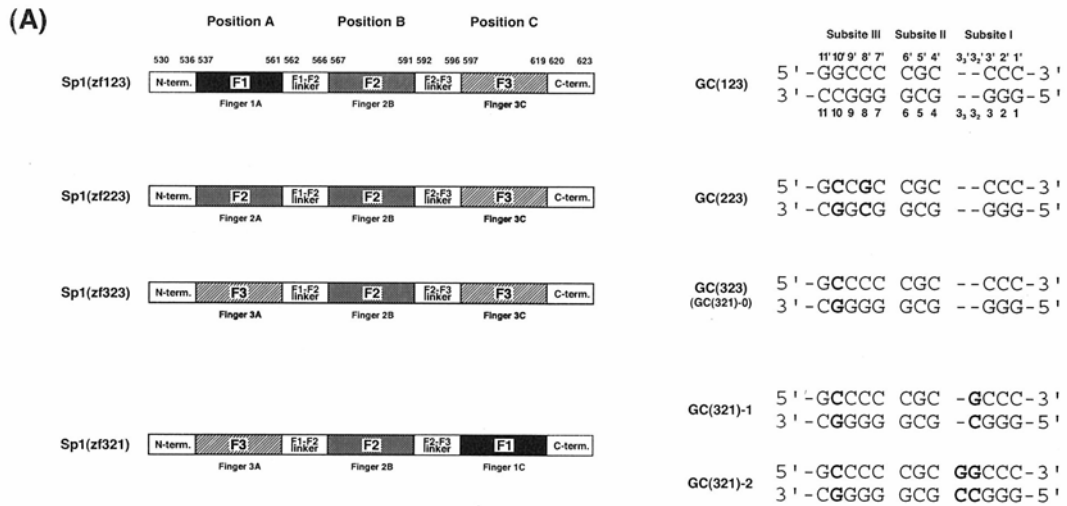 (A)
Position A Position B Position C
530 536 537 561 562 566 567 591 592 596 597 619 620 623
Sp1(zf123) N-term. F1 F1-F2 linker F2 F2-F3 linker F3 C-term.
Finger 1A Finger 2B Finger 3C
Sp1(zf223) N-term. F2 F1-F2 linker F2 F2-F3 linker F3 C-term.
Finger 2A Finger 2B Finger 3C
Sp1(zf323) N-term. F3 F1-F2 linker F2 F2-F3 linker F3 C-term.
Finger 3A Finger 2B Finger 3C
Sp1(zf321) N-term. F3 F1-F2 linker F2 F2-F3 linker F1 C-term.
Finger 3A Finger 2B Finger 1C
Subsite III Subsite II Subsite I
11' 10' 9' 8' 7' 6' 5' 4' 3₃' 3₂' 3' 2' 1'
GC(123)
5'-GGCCC CGC --CCC-3'
3'-CCGGG GCG --GGG-5'
11 10 9 8 7 6 5 4 3₃ 3₂ 3 2 1
GC(223)
5'-GCCGC CGC --CCC-3'
3'-CGGCG GCG --GGG-5'
GC(323)
(GC(321)-0)
5'-GCCCC CGC --CCC-3'
3'-CGGGG GCG --GGG-5'
GC(321)-1
5'-GCCCC CGC -GCCC-3'
3'-CGGGG GCG -CGGG-5'
GC(321)-2
5'-GCCCC CGC GGCCC-3'
3'-CGGGG GCG CCGGG-5'